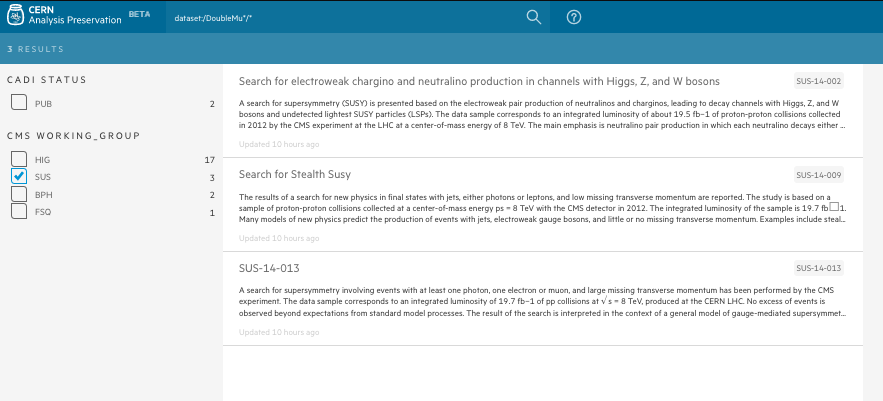 CERN
Analysis Preservation
BETA
dataset:/DoubleMu*/*
3 RESULTS
CADI STATUS
PUB 2
CMS WORKING_GROUP
HIG 17
SUS 3
BPH 2
FSQ 1
Search for electroweak chargino and neutralino production in channels with Higgs, Z, and W bosons
SUS-14-002
A search for supersymmetry (SUSY) is presented based on the electroweak pair production of neutralinos and charginos, leading to decay channels with Higgs, Z, and W
bosons and undetected lightest SUSY particles (LSPs). The data sample corresponds to an integrated luminosity of about 19.5 fb−1 of proton-proton collisions collected
in 2012 by the CMS experiment at the LHC at a center-of-mass energy of 8 TeV. The main emphasis is neutralino pair production in which each neutralino decays either ...
Updated 10 hours ago
Search for Stealth Susy
SUS-14-009
The results of a search for new physics in final states with jets, either photons or leptons, and low missing transverse momentum are reported. The study is based on a
sample of proton-proton collisions collected at a center-of-mass energy ps = 8 TeV with the CMS detector in 2012. The integrated luminosity of the sample is 19.7 fb□1.
Many models of new physics predict the production of events with jets, electroweak gauge bosons, and little or no missing transverse momentum. Examples include steal...
Updated 10 hours ago
SUS-14-013
SUS-14-013
A search for supersymmetry involving events with at least one photon, one electron or muon, and large missing transverse momentum has been performed by the CMS
experiment. The data sample corresponds to an integrated luminosity of 19.7 fb−1 of pp collisions at √ s = 8 TeV, produced at the CERN LHC. No excess of events is
observed beyond expectations from standard model processes. The result of the search is interpreted in the context of a general model of gauge-mediated supersymmet...
Updated 10 hours ago